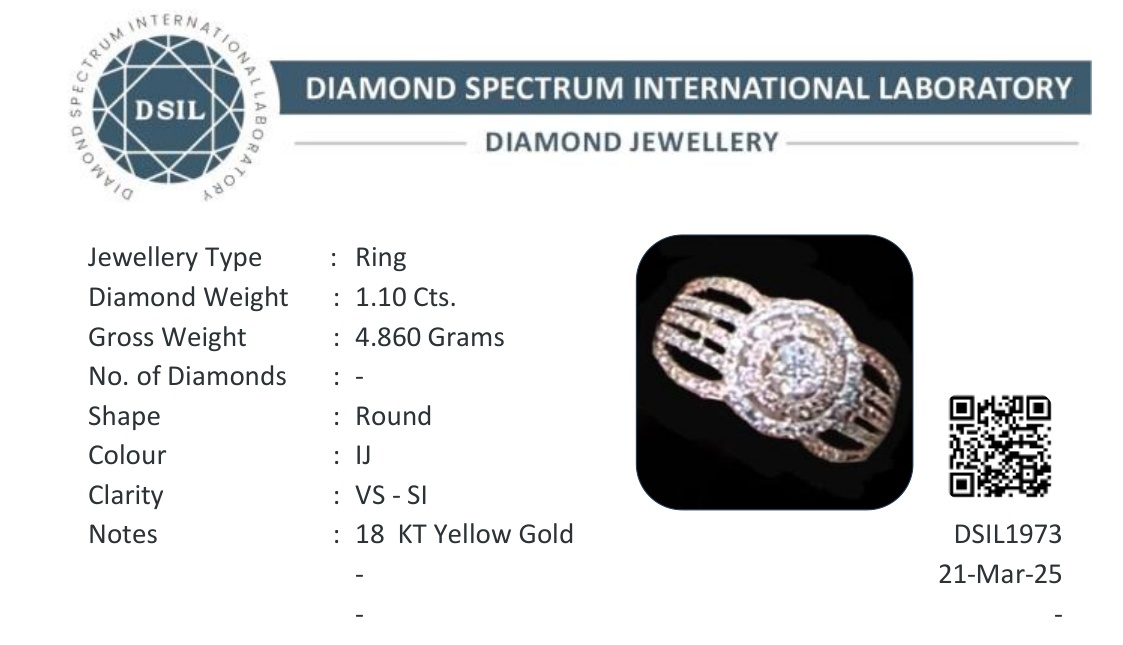 DIAMOND SPECTRUM INTERNATIONAL LABORATORY
DSIL
DIAMOND SPECTRUM INTERNATIONAL LABORATORY
DIAMOND JEWELLERY
Jewellery Type : Ring
Diamond Weight : 1.10 Cts.
Gross Weight : 4.860 Grams
No. of Diamonds : -
Shape : Round
Colour : IJ
Clarity : VS - SI
Notes : 18 KT Yellow Gold
-
-
DSIL1973
21-Mar-25
-